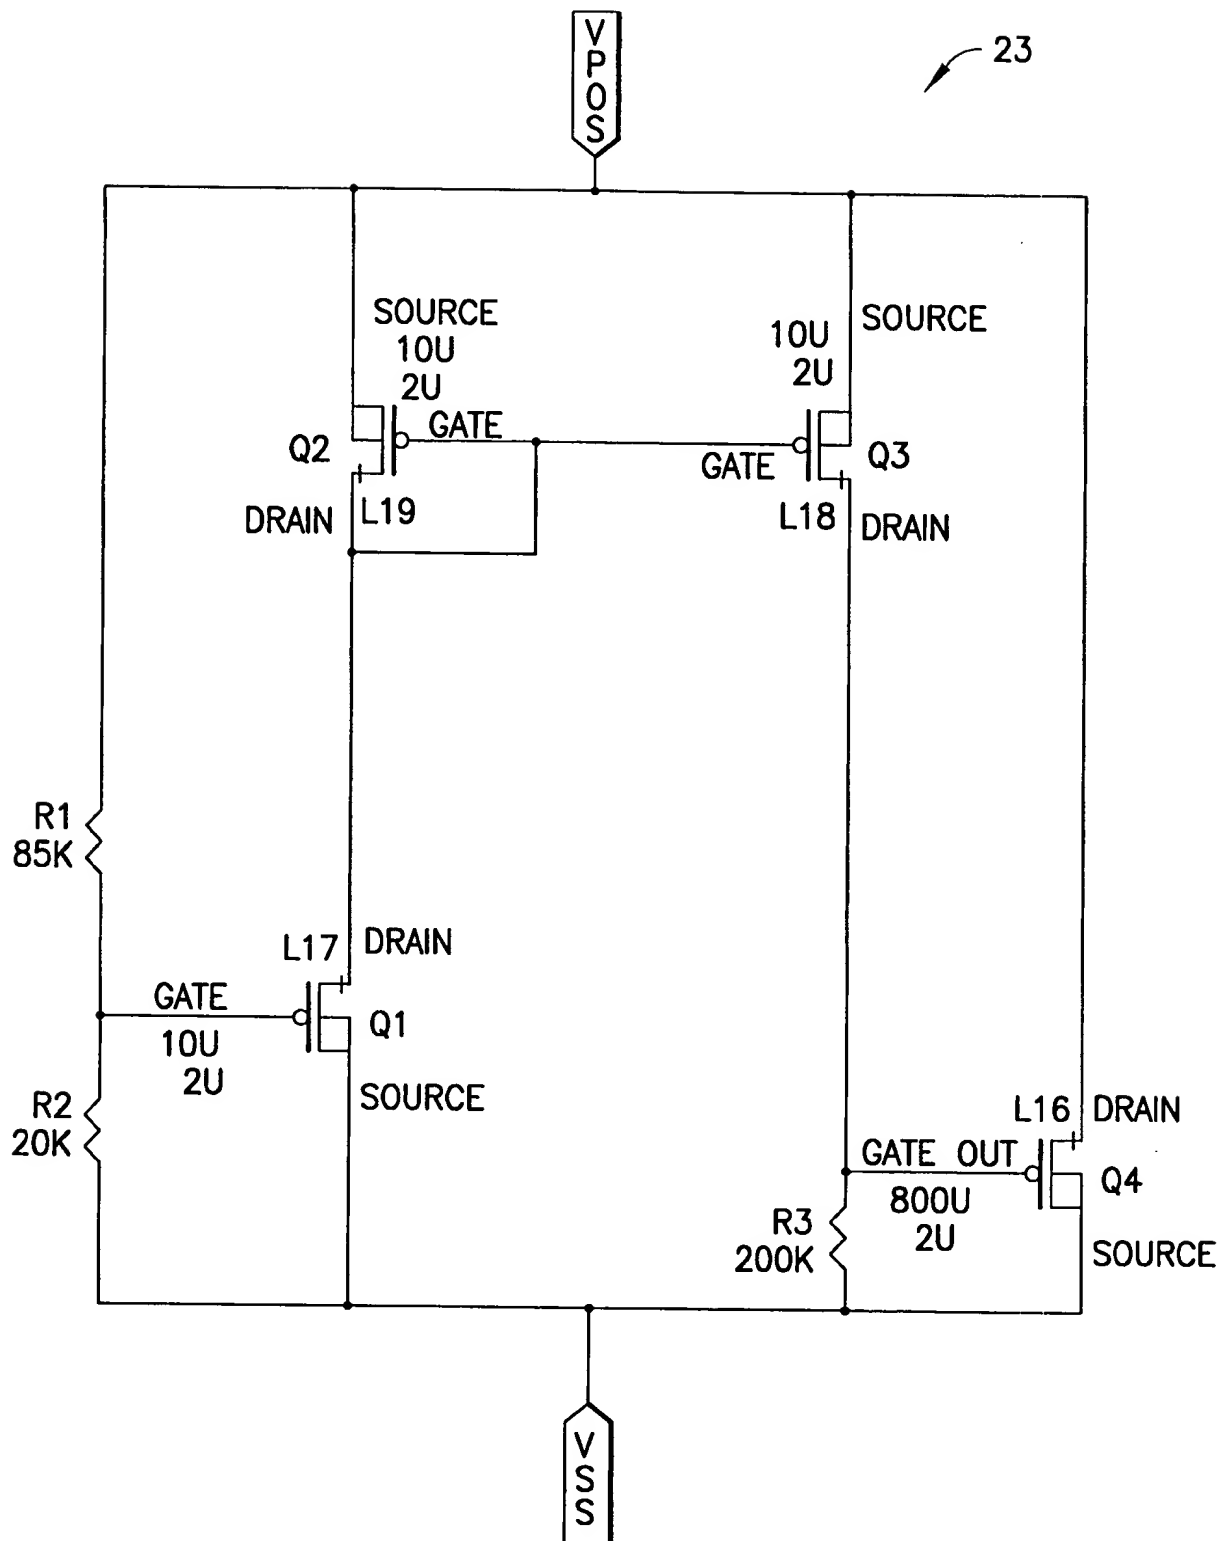 VPOS
23
SOURCE
10U
2U
10U
2U
SOURCE
GATE
Q2
GATE
Q3
DRAIN
L19
L18
DRAIN
R1
85K
L17
DRAIN
GATE
10U
2U
Q1
SOURCE
R2
20K
L16
DRAIN
GATE OUT
800U
2U
Q4
R3
200K
SOURCE
VSS